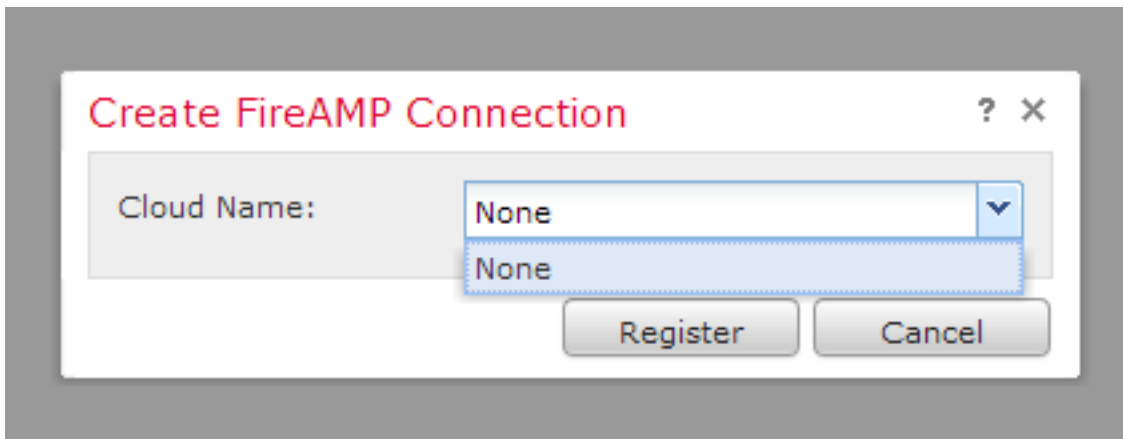 Create FireAMP Connection ? ×
Cloud Name: None
None
Register Cancel